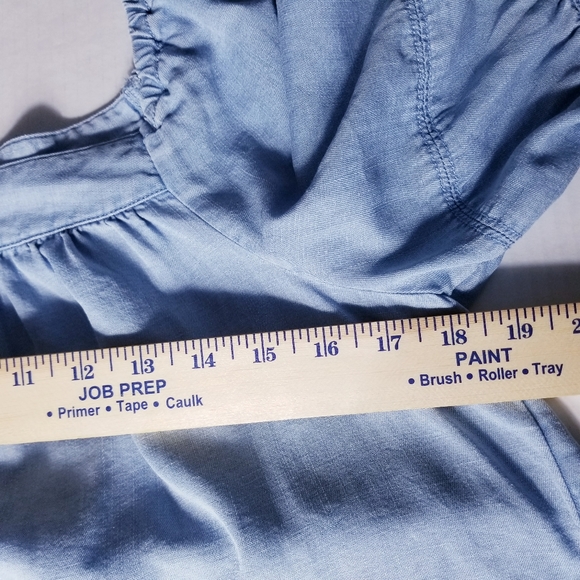 11 12 13 14 15 16 17 18 19 2
JOB PREP
• Primer • Tape • Caulk
PAINT
• Brush • Roller • Tray